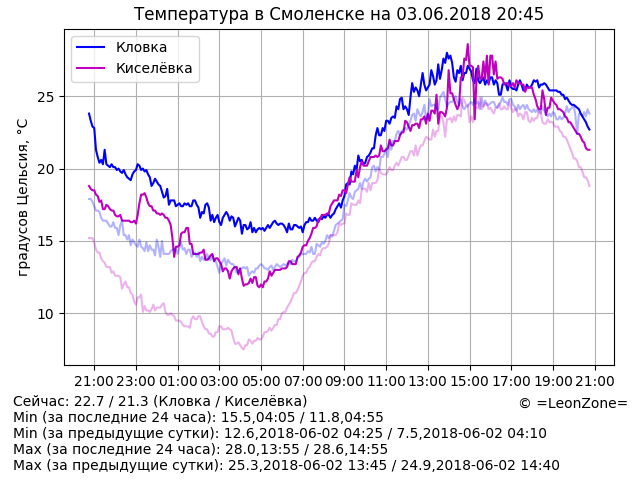 Температура в Смоленске на 03.06.2018 20:45
Кловка
Киселёвка
градусов Цельсия, °C
25
20
15
10
21:00 23:00 01:00 03:00 05:00 07:00 09:00 11:00 13:00 15:00 17:00 19:00 21:00
Сейчас: 22.7 / 21.3 (Кловка / Киселёвка)
© =LeonZone=
Min (за последние 24 часа): 15.5,04:05 / 11.8,04:55
Min (за предыдущие сутки): 12.6,2018-06-02 04:25 / 7.5,2018-06-02 04:10
Max (за последние 24 часа): 28.0,13:55 / 28.6,14:55
Max (за предыдущие сутки): 25.3,2018-06-02 13:45 / 24.9,2018-06-02 14:40